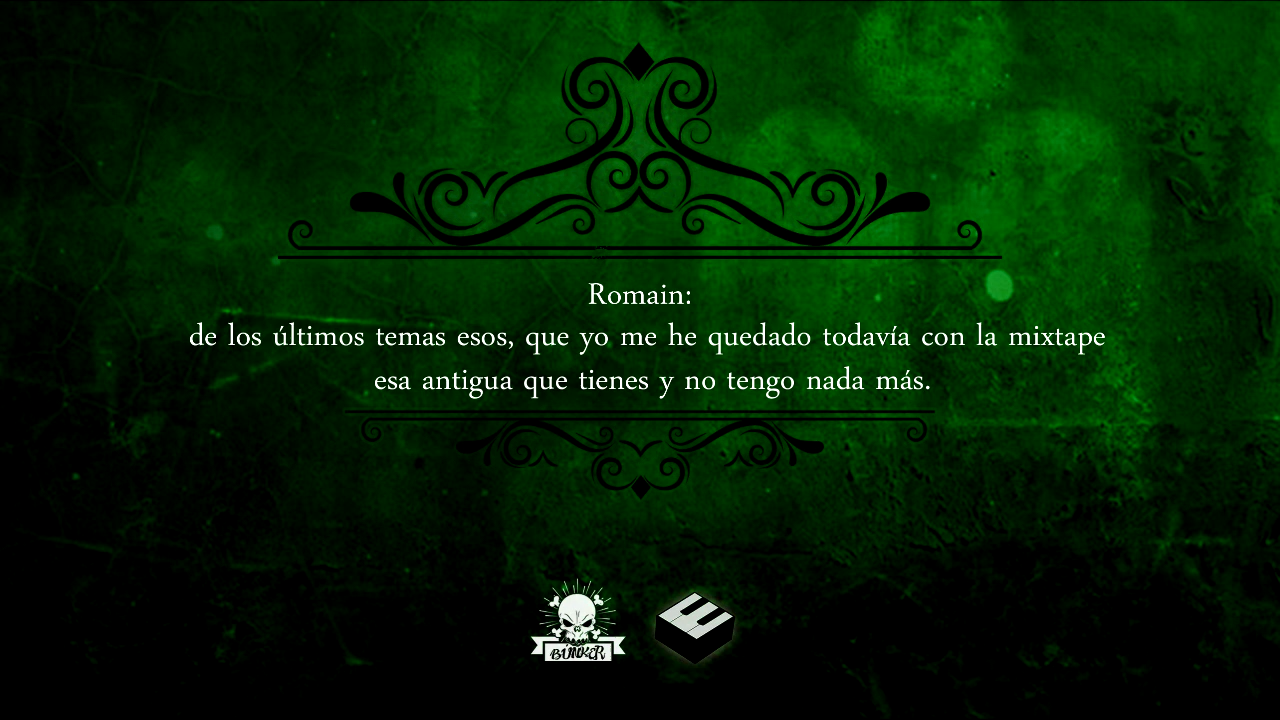 Romain:
de los últimos temas esos, que yo me he quedado todavía con la mixtape
esa antigua que tienes y no tengo nada más.
BUNKER